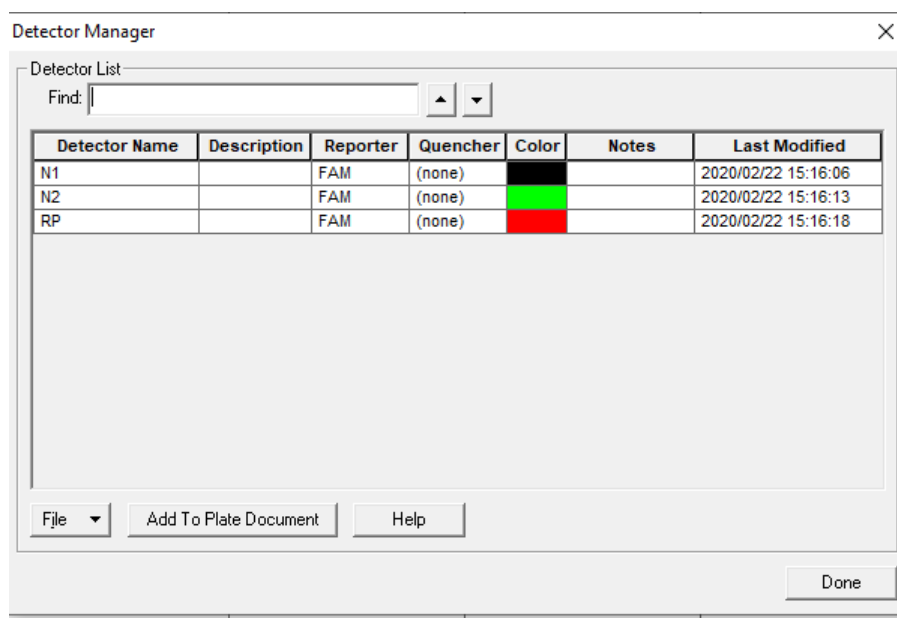 Detector Manager
Detector List
Find:
Detector Name Description Reporter Quencher Color Notes Last Modified
N1 FAM (none) 2020/02/22 15:16:06
N2 FAM (none) 2020/02/22 15:16:13
RP FAM (none) 2020/02/22 15:16:18
File Add To Plate Document Help
Done